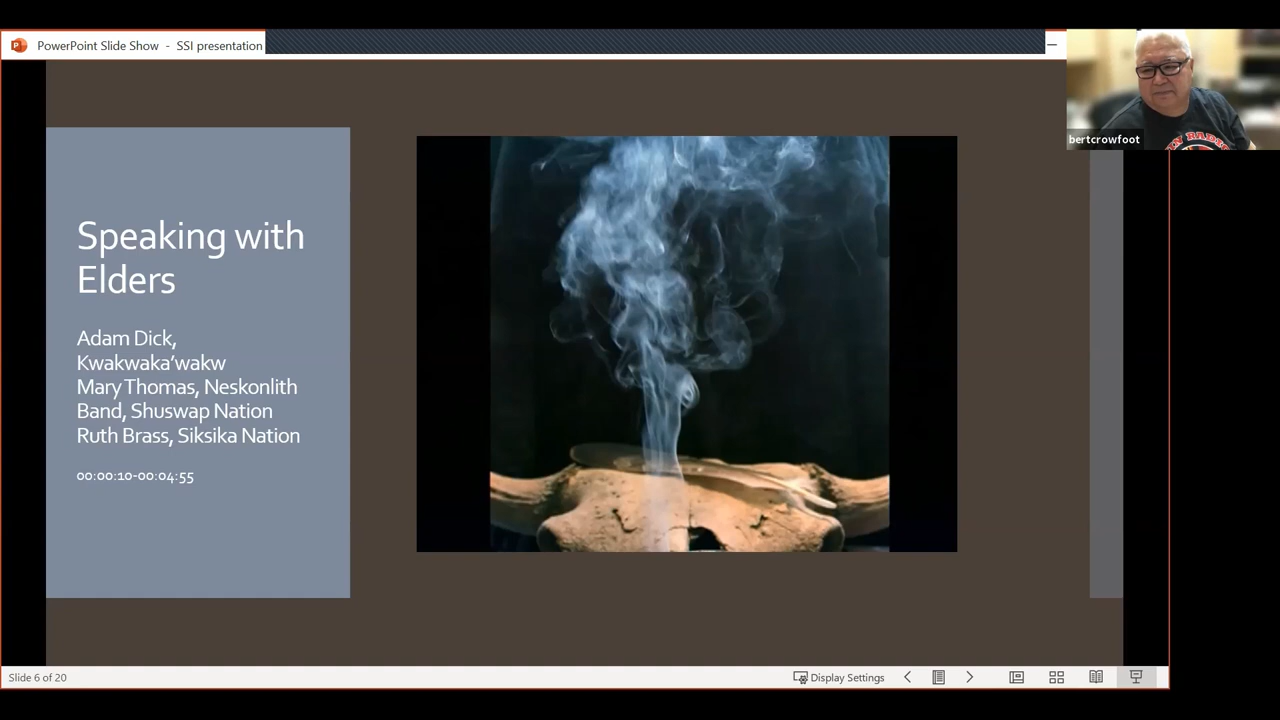 PowerPoint Slide Show - SSI presentation
bertcrowfoot
Speaking with
Elders
Adam Dick,
Kwakwaka’wakw
Mary Thomas, Neskonlith
Band, Shuswap Nation
Ruth Brass, Siksika Nation
00:00:10-00:04:55
Slide 6 of 20
Display Settings